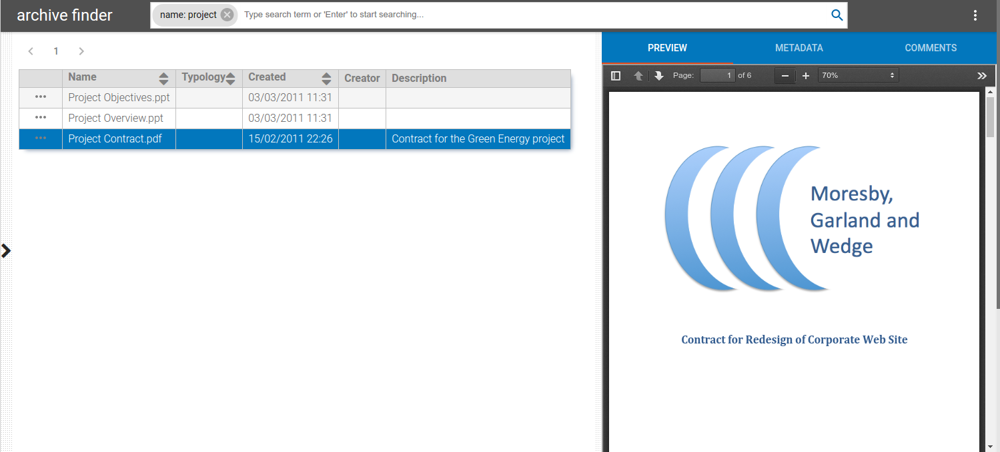 archive finder
name: project
Type search term or 'Enter' to start searching...
1
Name Typology Created Creator Description
Project Objectives.ppt 03/03/2011 11:31
Project Overview.ppt 03/03/2011 11:31
Project Contract.pdf 15/02/2011 22:26 Contract for the Green Energy project
PREVIEW METADATA COMMENTS
Page: 1 of 6 70%
Moresby,
Garland and
Wedge
Contract for Redesign of Corporate Web Site